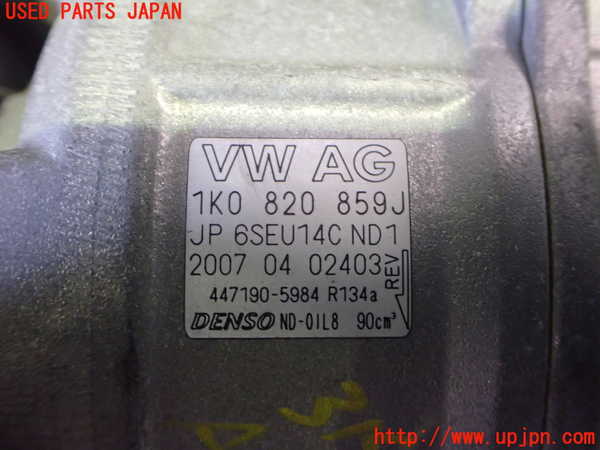 USED PARTS JAPAN
VW AG
1K0 820 859J
JP 6SEU14C ND1
2007 04 02403
REV
447190-5984 R134a
DENSO ND-OIL8 90cm³
http://www.upjpn.com/